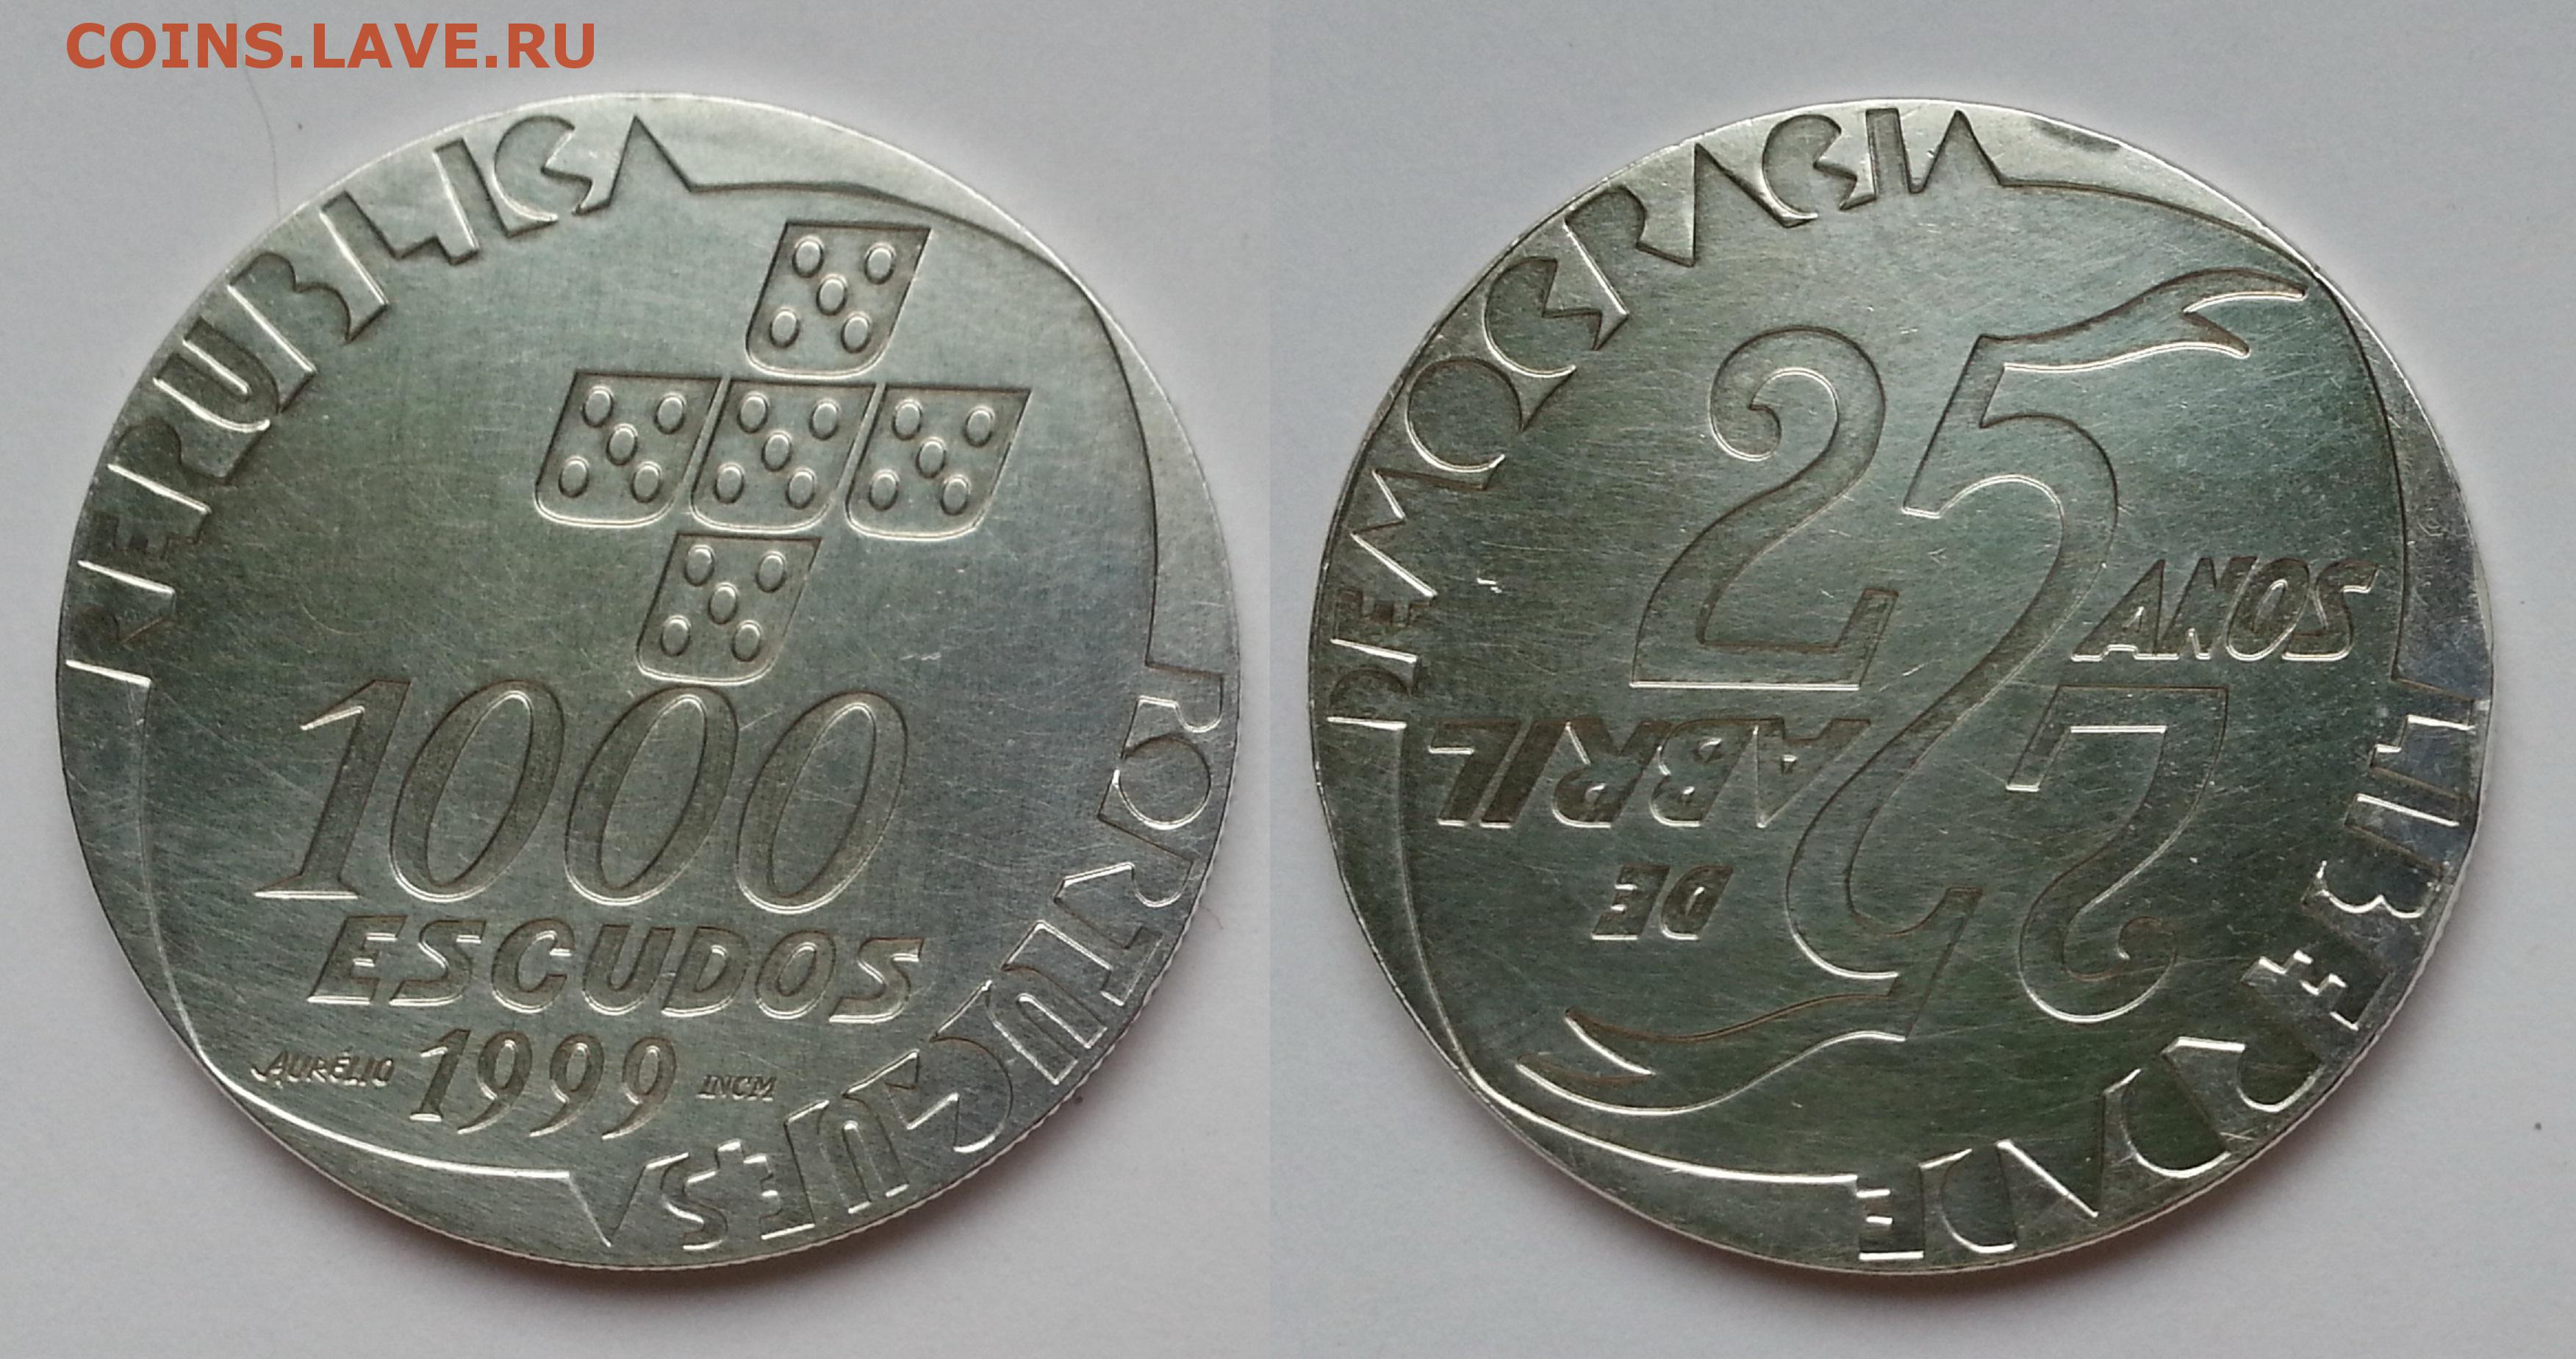 COINS.LAVE.RU
REPUBLICA
PORTUGUESA
1000
ESCUDOS
AURÉLIO 1999 INCM
DEMOCRACIA
LIBERDADE
25
ANOS
25
DE
ABRIL